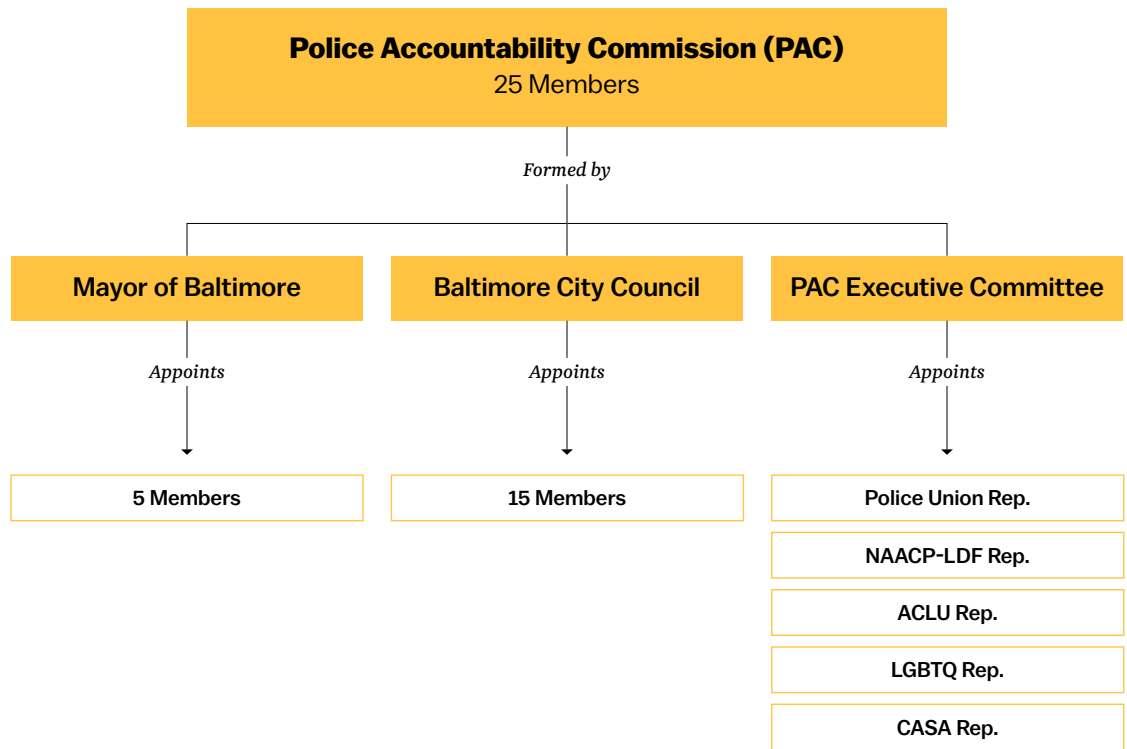 Police Accountability Commission (PAC)
25 Members
Formed by
Mayor of Baltimore
Baltimore City Council
PAC Executive Committee
Appoints
Appoints
Appoints
5 Members
15 Members
Police Union Rep.
NAACP-LDF Rep.
ACLU Rep.
LGBTQ Rep.
CASA Rep.